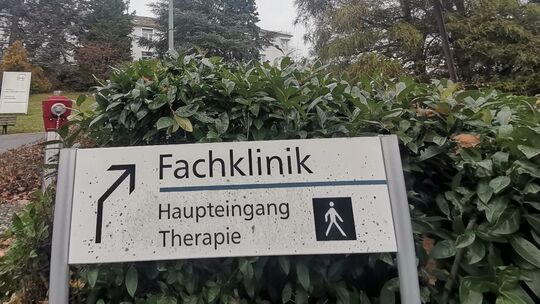 Fachklinik
Haupteingang
Therapie